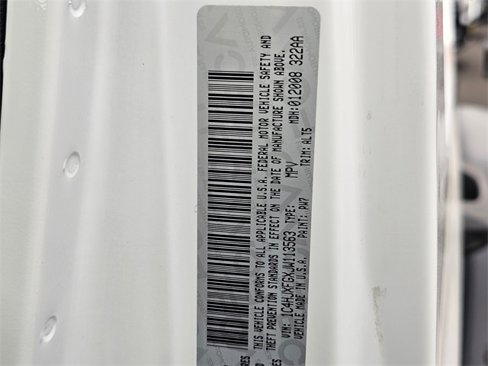 THIS VEHICLE CONFORMS TO ALL APPLICABLE U.S.A. FEDERAL MOTOR VEHICLE SAFETY AND
THEFT PREVENTION STANDARDS IN EFFECT ON THE DATE OF MANUFACTURE SHOWN ABOVE.
VIN: 1C4HJXFGXJW113563 TYPE: MPV MDH:012008 322AA
VEHICLE MADE IN U.S.A. PAINT: PW7 TRIM: ALT5